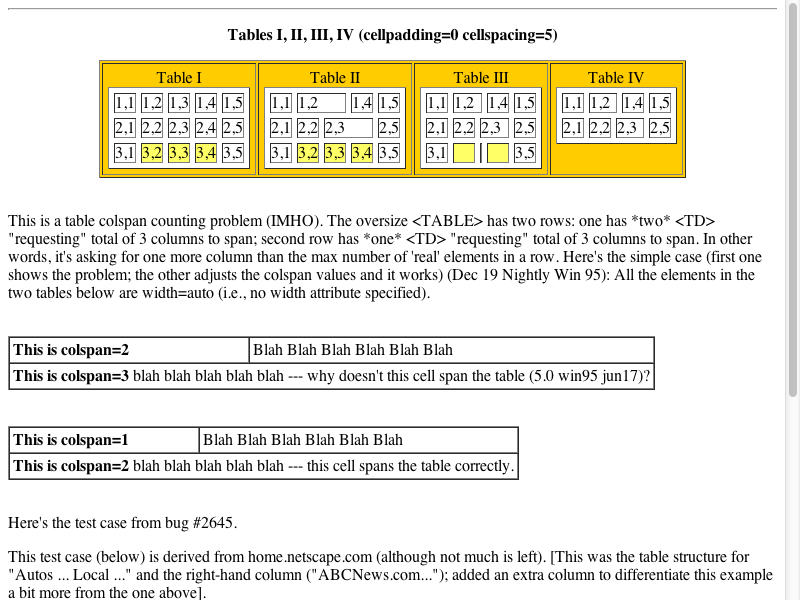 Tables I, II, III, IV (cellpadding=0 cellspacing=5)
Table I Table II Table III Table IV
1,1 1,2 1,3 1,4 1,5 1,1 1,2 1,4 1,5 1,1 1,2 1,4 1,5 1,1 1,2 1,4 1,5
2,1 2,2 2,3 2,4 2,5 2,1 2,2 2,3 2,5 2,1 2,2 2,3 2,5 2,1 2,2 2,3 2,5
3,1 3,2 3,3 3,4 3,5 3,1 3,2 3,3 3,4 3,5 3,1 3,5
This is a table colspan counting problem (IMHO). The oversize <TABLE> has two rows: one has *two* <TD>
"requesting" total of 3 columns to span; second row has *one* <TD> "requesting" total of 3 columns to span. In other
words, it's asking for one more column than the max number of 'real' elements in a row. Here's the simple case (first one
shows the problem; the other adjusts the colspan values and it works) (Dec 19 Nightly Win 95): All the elements in the
two tables below are width=auto (i.e., no width attribute specified).
This is colspan=2 Blah Blah Blah Blah Blah Blah
This is colspan=3 blah blah blah blah blah --- why doesn't this cell span the table (5.0 win95 jun17)?
This is colspan=1 Blah Blah Blah Blah Blah Blah
This is colspan=2 blah blah blah blah blah --- this cell spans the table correctly.
Here's the test case from bug #2645.
This test case (below) is derived from home.netscape.com (although not much is left). [This was the table structure for
"Autos ... Local ..." and the right-hand column ("ABCNews.com..."); added an extra column to differentiate this example
a bit more from the one above].